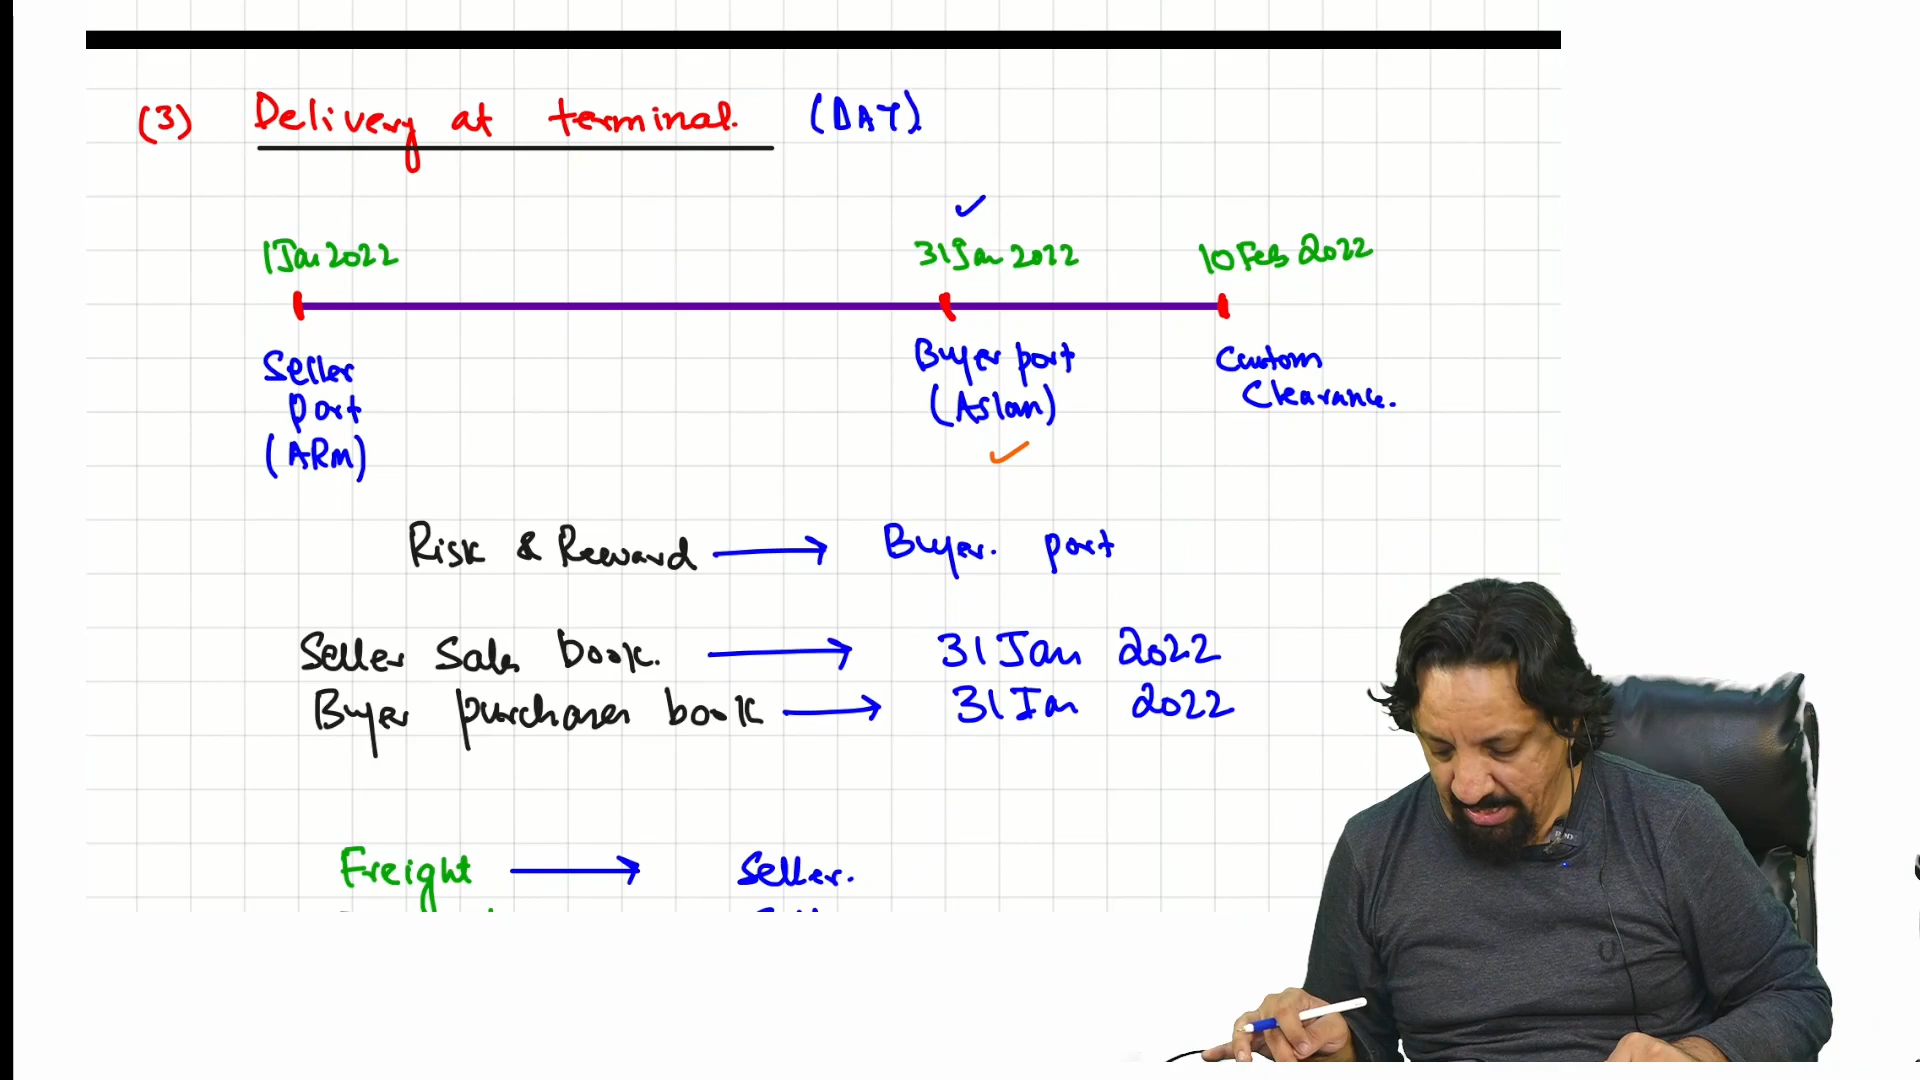 (3) Delivery at terminal. (DAT)
1 Jan 2022 31 Jan 2022 10 Feb 2022
Seller port (ARM)
Buyer port (Aslam)
Custom Clearance.
Risk & Reward → Buyer. port
Seller Sales book. → 31 Jan 2022
Buyer purchases book → 31 Jan 2022
Freight → Seller.